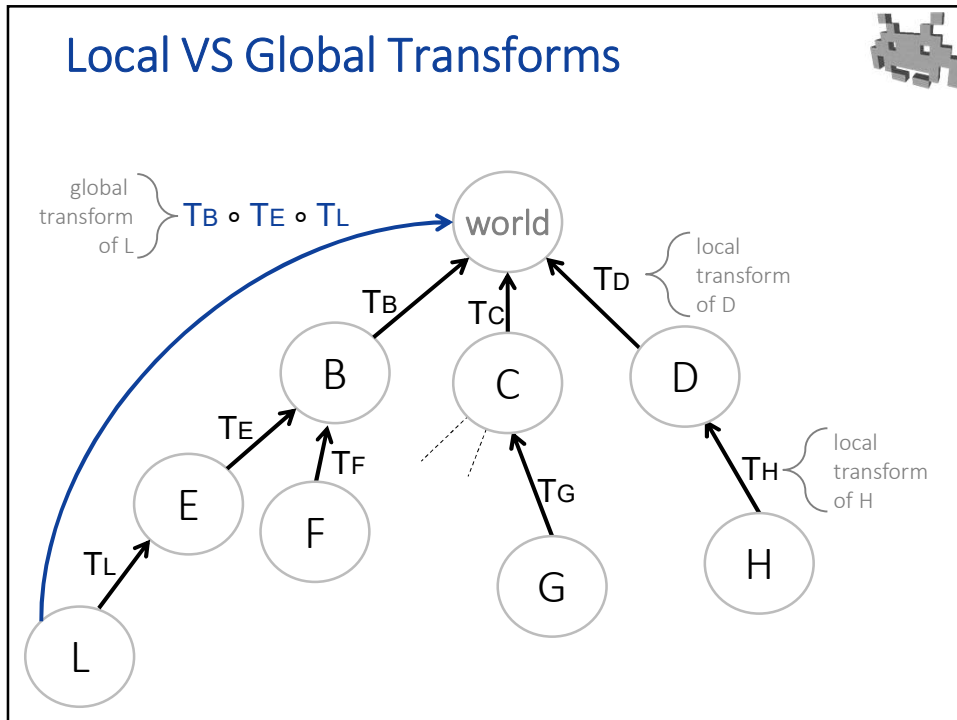 Local VS Global Transforms
global
transform
of L
TB ∘ TE ∘ TL
world
local
transform
of D
TD
TB
TC
B
C
D
TE
TF
local
transform
of H
TH
TG
E
F
TL
G
H
L